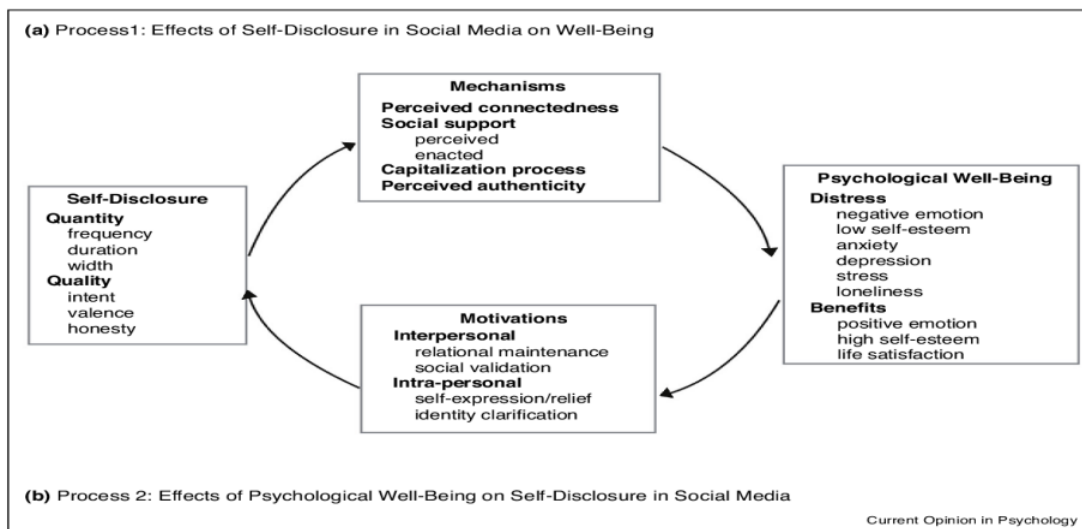 (a) Process1: Effects of Self-Disclosure in Social Media on Well-Being
Mechanisms
Perceived connectedness
Social support
perceived
enacted
Capitalization process
Perceived authenticity
Self-Disclosure
Quantity
frequency
duration
width
Quality
intent
valence
honesty
Psychological Well-Being
Distress
negative emotion
low self-esteem
anxiety
depression
stress
loneliness
Benefits
positive emotion
high self-esteem
life satisfaction
Motivations
Interpersonal
relational maintenance
social validation
Intra-personal
self-expression/relief
identity clarification
(b) Process 2: Effects of Psychological Well-Being on Self-Disclosure in Social Media
Current Opinion in Psychology